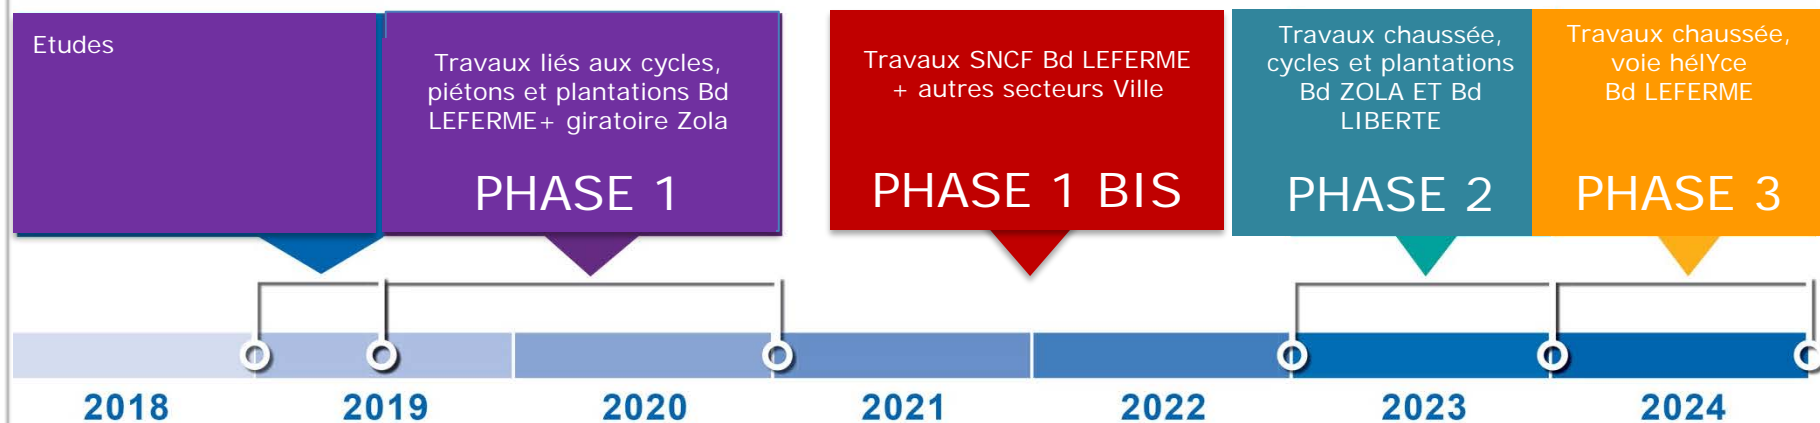 Etudes
Travaux liés aux cycles,
piétons et plantations Bd
LEFERME+ giratoire Zola
PHASE 1
Travaux SNCF Bd LEFERME
+ autres secteurs Ville
PHASE 1 BIS
Travaux chaussée,
cycles et plantations
Bd ZOLA ET Bd
LIBERTE
PHASE 2
Travaux chaussée,
voie hélYce
Bd LEFERME
PHASE 3
2018
2019
2020
2021
2022
2023
2024